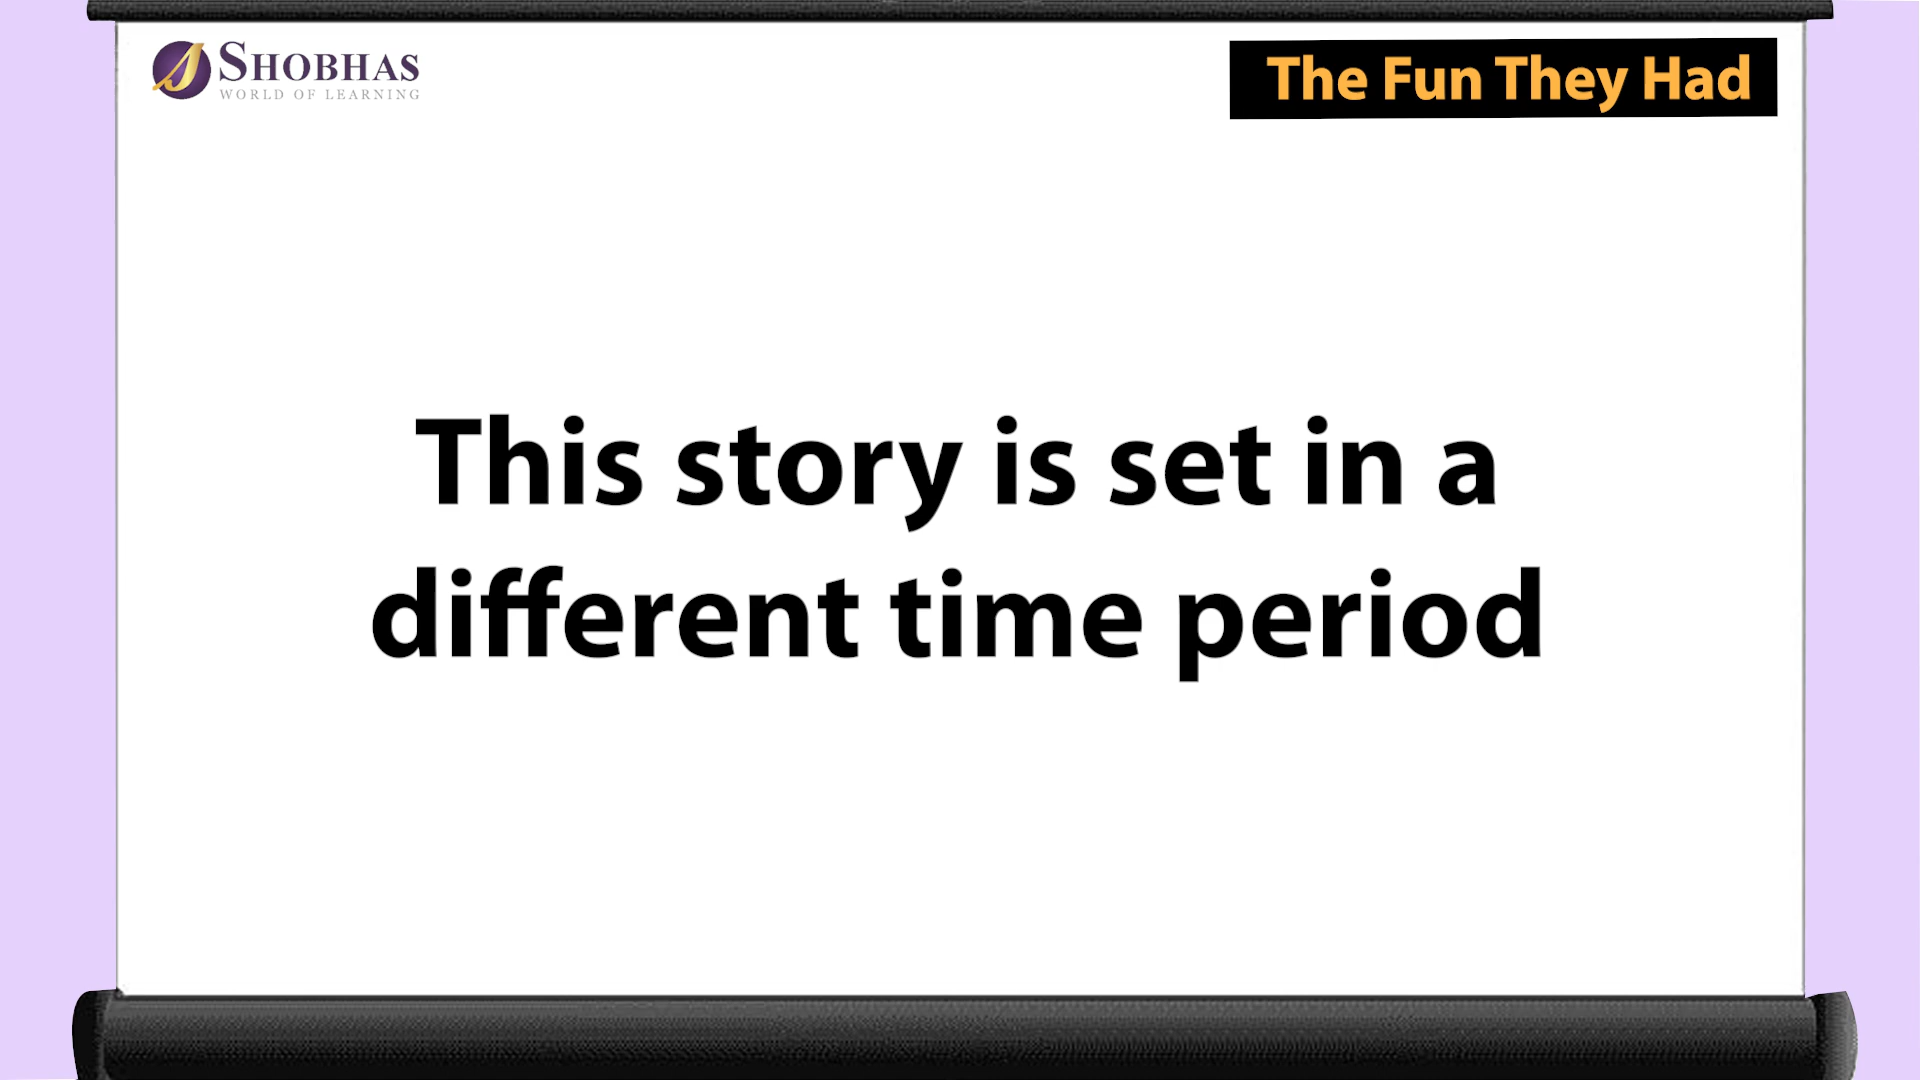 SHOBHAS
WORLD OF LEARNING
The Fun They Had
This story is set in a
different time period